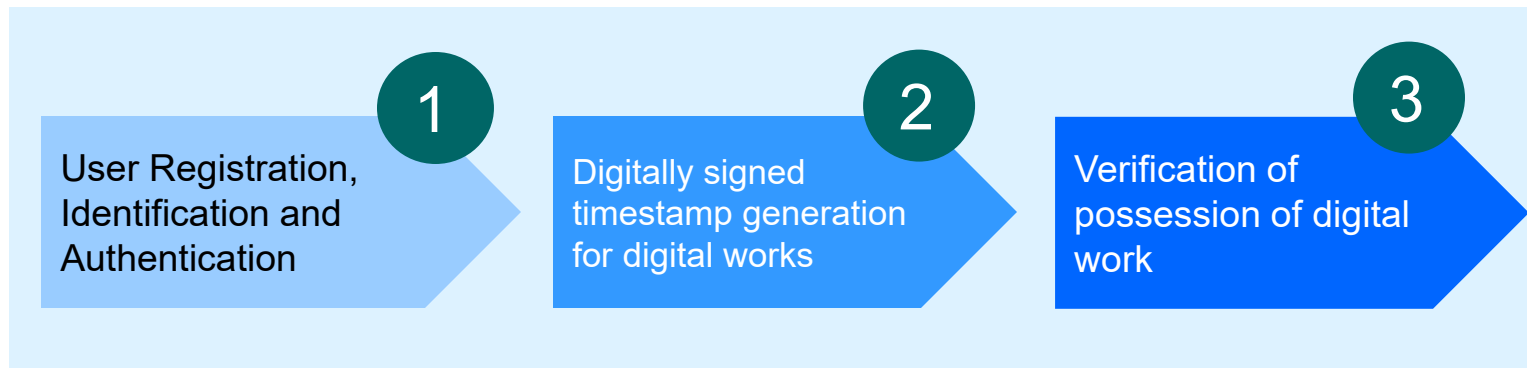 1
User Registration,
Identification and
Authentication
2
Digitally signed
timestamp generation
for digital works
3
Verification of
possession of digital
work